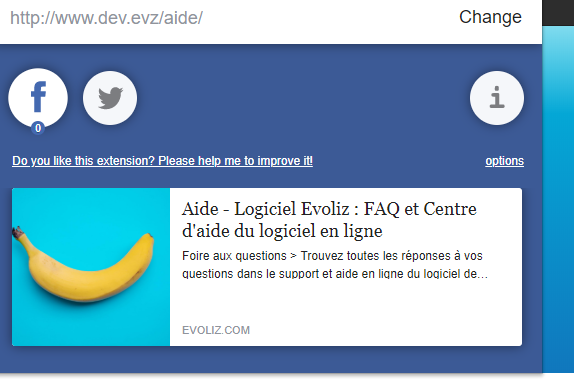 http://www.dev.evz/aide/ Change
0
Do you like this extension? Please help me to improve it! options
Aide - Logiciel Evoliz : FAQ et Centre
d'aide du logiciel en ligne
Foire aux questions > Trouvez toutes les réponses à vos
questions dans le support et aide en ligne du logiciel de...
EVOLIZ.COM